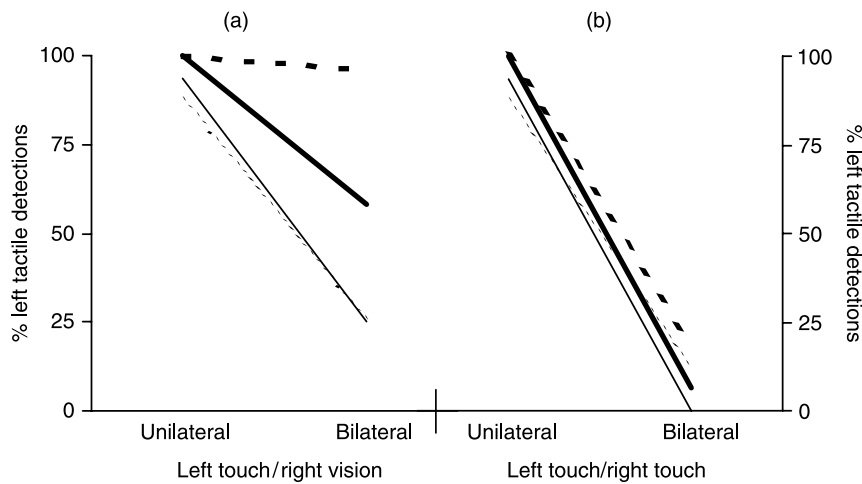 (a)
(b)
% left tactile detections
100
75
50
25
0
100
75
50
25
0
% left tactile detections
Unilateral
Bilateral
Unilateral
Bilateral
Left touch/right vision
Left touch/right touch